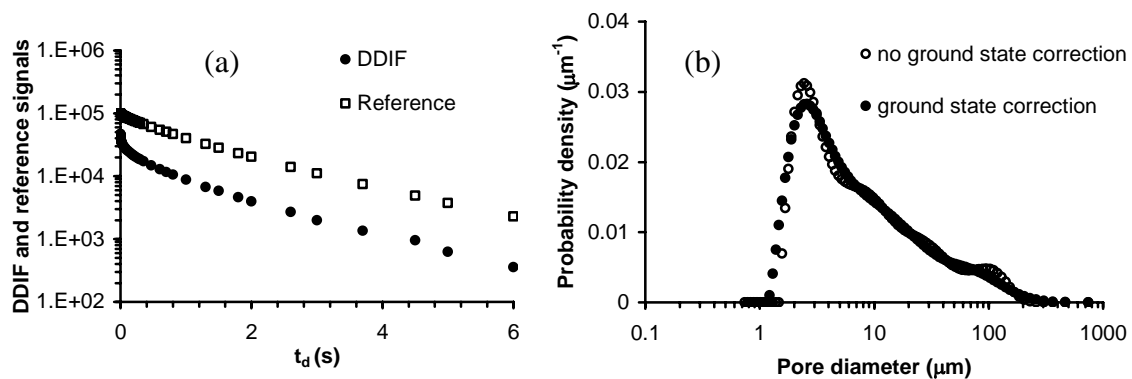 DDIF and reference signals
1.E+06
1.E+05
1.E+04
1.E+03
1.E+02
(a)
DDIF
Reference
0 2 4 6
t_d (s)
Probability density (μm⁻¹)
0.04
0.03
0.02
0.01
0
(b)
no ground state correction
ground state correction
0.1 1 10 100 1000
Pore diameter (μm)